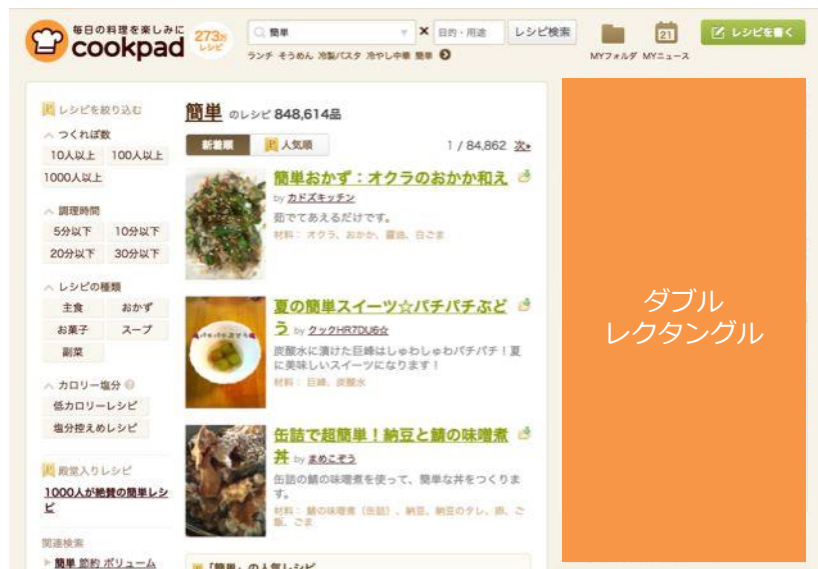 毎日の料理を楽しみに
cookpad
273万
レシピ
簡単
×
目的・用途
レシピ検索
ランチ そうめん 冷製パスタ 冷やし中華 簡単
MYフォルダ
21
MYニュース
レシピを書く
レシピを絞り込む
つくれぽ数
10人以上 100人以上
1000人以上
調理時間
5分以下 10分以下
20分以下 30分以下
レシピの種類
主食 おかず
お菓子 スープ
副菜
カロリー塩分
低カロリーレシピ
塩分控えめレシピ
殿堂入りレシピ
1000人が絶賛の簡単レシ
ピ
関連検索
簡単 節約 ボリューム
簡単 のレシピ 848,614品
新着順 人気順
1 / 84,862 次
簡単おかず:オクラのおかか和え
by カドズキッチン
茹でてあえるだけです。
材料: オクラ、おかか、醤油、白ごま
夏の簡単スイーツ☆パチパチぶど
う by クックHR7DU6☆
炭酸水に漬けた巨峰はしゅわしゅわパチパチ!夏
に美味しいスイーツになります!
材料: 巨峰、炭酸水
缶詰で超簡単!納豆と鯖の味噌煮
丼 by まめこぞう
缶詰の鯖の味噌煮を使って、簡単な丼をつくりま
す。
材料: 鯖の味噌煮(缶詰)、納豆、納豆のタレ、卵、ご
飯、ごま
「簡単」の人気レシピ
ダブル
レクタングル